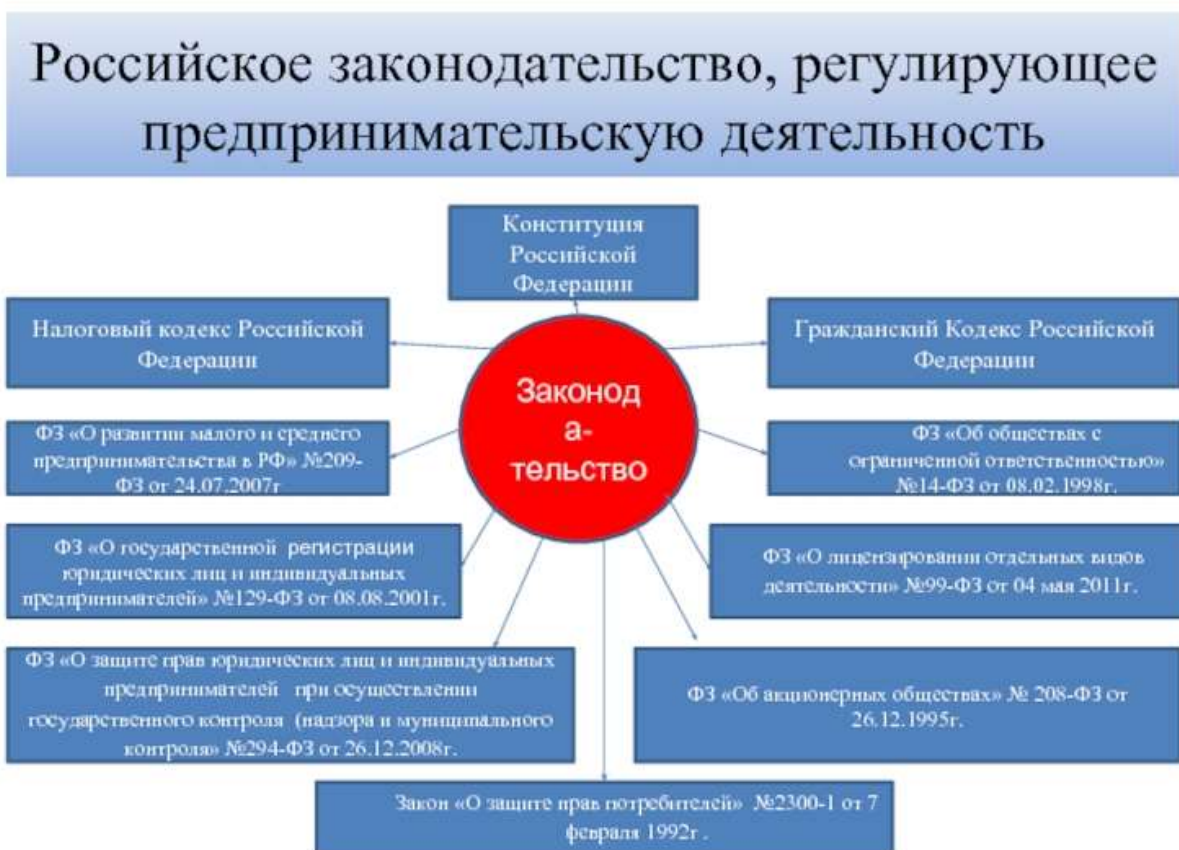 Российское законодательство, регулирующее
предпринимательскую деятельность
Конституция
Российской
Федерации
Налоговый кодекс Российской
Федерации
Гражданский Кодекс Российской
Федерации
Законод
а-
тельство
ФЗ «О развитии малого и среднего
предпринимательства в РФ» №209-
ФЗ от 24.07.2007г
ФЗ «Об обществах с
ограниченной ответственностью»
№14-ФЗ от 08.02.1998г.
ФЗ «О государственной регистрации
юридических лиц и индивидуальных
предпринимателей» №129-ФЗ от 08.08.2001г.
ФЗ «О лицензировании отдельных видов
деятельности» №99-ФЗ от 04 мая 2011г.
ФЗ «О защите прав юридических лиц и индивидуальных
предпринимателей при осуществлении
государственного контроля (надзора и муниципального
контроля» №294-ФЗ от 26.12.2008г.
ФЗ «Об акционерных обществах» № 208-ФЗ от
26.12.1995г.
Закон «О защите прав потребителей» №2300-1 от 7
февраля 1992г .